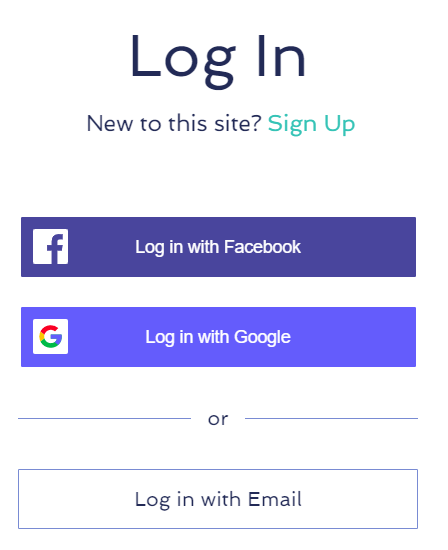 Log In
New to this site? Sign Up
Log in with Facebook
Log in with Google
or
Log in with Email